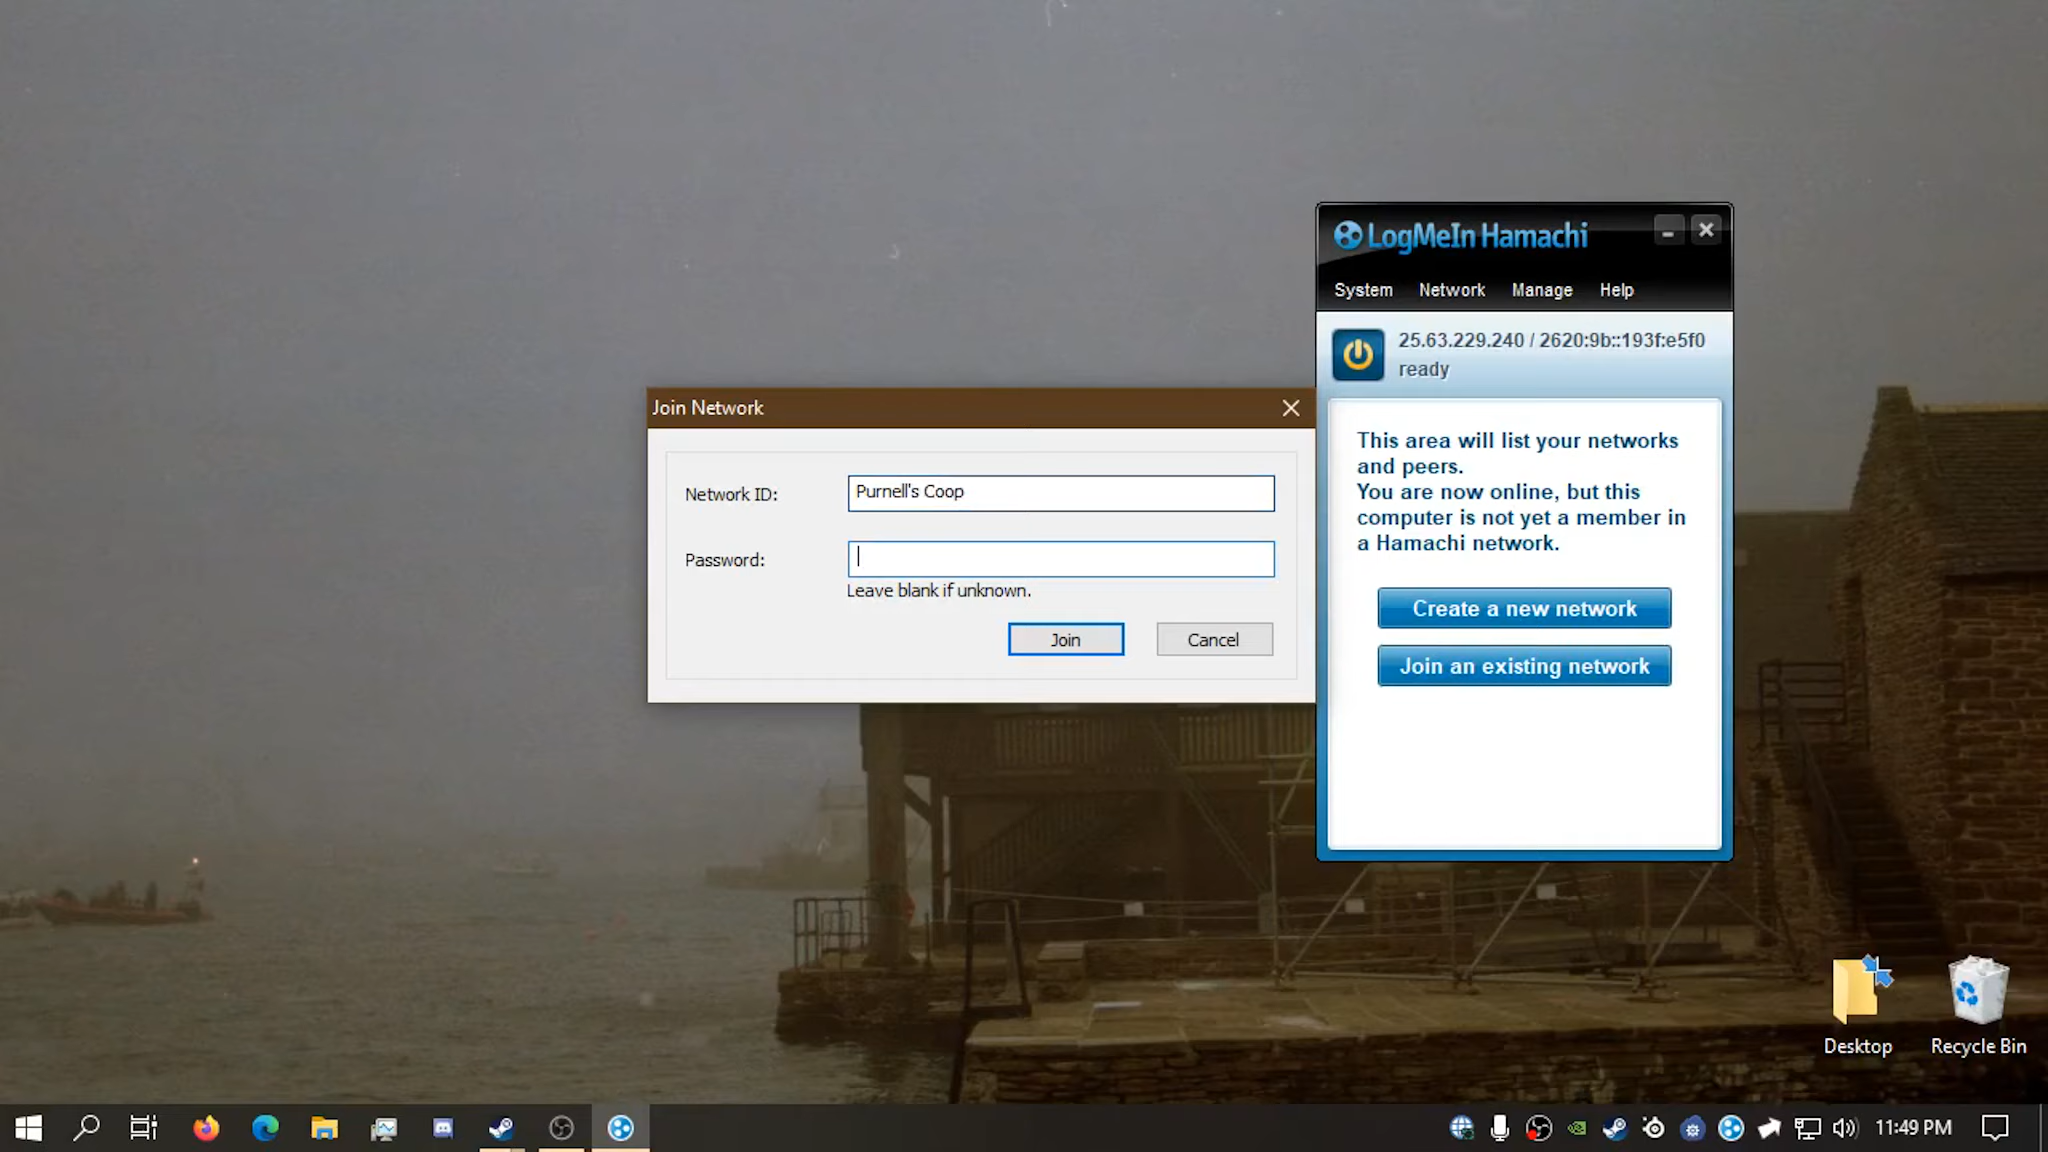 LogMeIn Hamachi
System Network Manage Help
25.63.229.240 / 2620:9b::193f:e5f0
ready
Join Network
Network ID:
Purnell's Coop
Password:
Leave blank if unknown.
Join
Cancel
This area will list your networks
and peers.
You are now online, but this
computer is not yet a member in
a Hamachi network.
Create a new network
Join an existing network
Desktop
Recycle Bin
11:49 PM